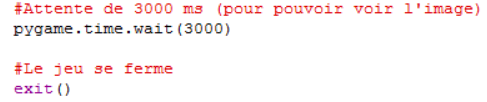 #Attente de 3000 ms (pour pouvoir voir l'image)
pygame.time.wait(3000)
#Le jeu se ferme
exit()